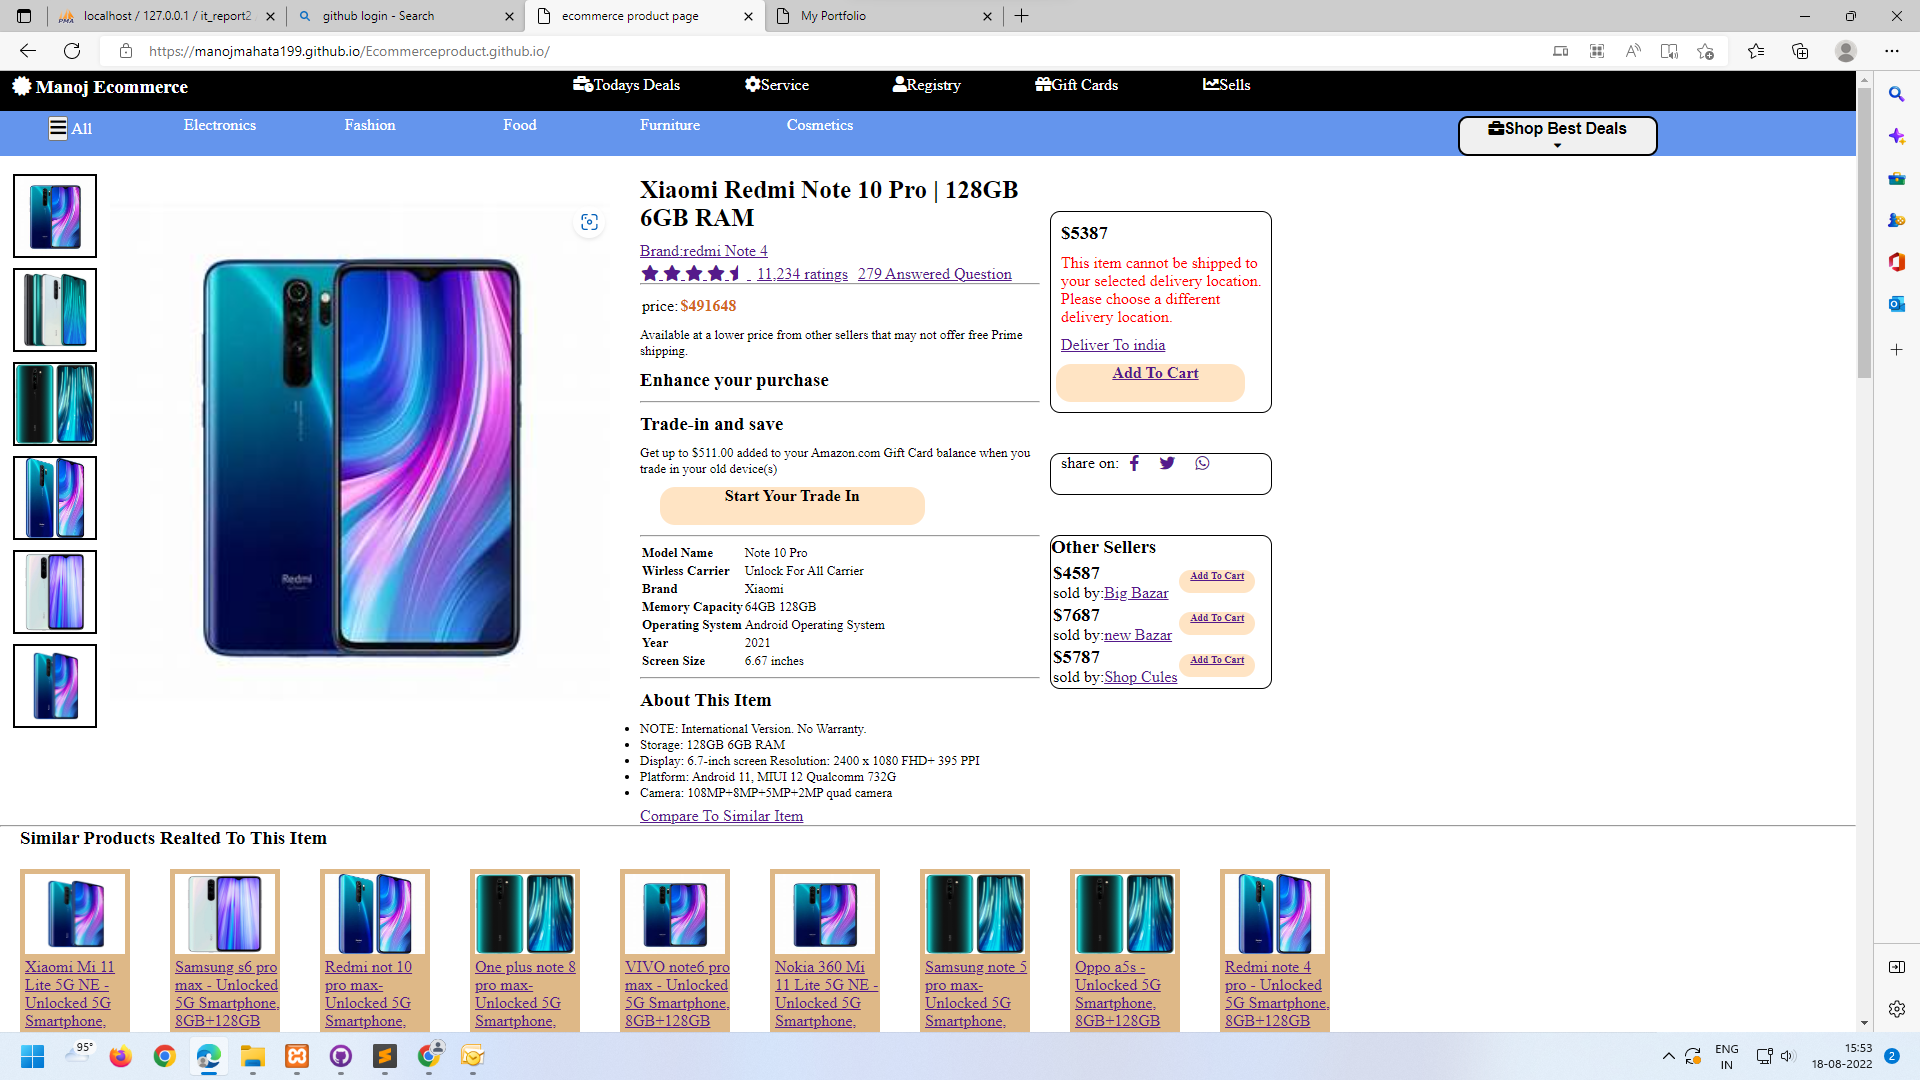 localhost / 127.0.0.1 / it_report2
github login - Search
ecommerce product page
My Portfolio
https://manojmahata199.github.io/Ecommerceproduct.github.io/
Manoj Ecommerce
Todays Deals
Service
Registry
Gift Cards
Sells
All
Electronics
Fashion
Food
Furniture
Cosmetics
Shop Best Deals
Xiaomi Redmi Note 10 Pro | 128GB
6GB RAM
Brand:redmi Note 4
11,234 ratings 279 Answered Question
price: $491648
Available at a lower price from other sellers that may not offer free Prime
shipping.
Enhance your purchase
Trade-in and save
Get up to $511.00 added to your Amazon.com Gift Card balance when you
trade in your old device(s)
Start Your Trade In
Model Name Note 10 Pro
Wirless Carrier Unlock For All Carrier
Brand Xiaomi
Memory Capacity 64GB 128GB
Operating System Android Operating System
Year 2021
Screen Size 6.67 inches
About This Item
NOTE: International Version. No Warranty.
Storage: 128GB 6GB RAM
Display: 6.7-inch screen Resolution: 2400 x 1080 FHD+ 395 PPI
Platform: Android 11, MIUI 12 Qualcomm 732G
Camera: 108MP+8MP+5MP+2MP quad camera
Compare To Similar Item
$5387
This item cannot be shipped to
your selected delivery location.
Please choose a different
delivery location.
Deliver To india
Add To Cart
share on:
Other Sellers
$4587
sold by:Big Bazar
Add To Cart
$7687
sold by:new Bazar
Add To Cart
$5787
sold by:Shop Cules
Add To Cart
Redmi
Similar Products Realted To This Item
Xiaomi Mi 11
Lite 5G NE -
Unlocked 5G
Smartphone,
Samsung s6 pro
max - Unlocked
5G Smartphone,
8GB+128GB
Redmi not 10
pro max-
Unlocked 5G
Smartphone,
One plus note 8
pro max-
Unlocked 5G
Smartphone,
VIVO note6 pro
max - Unlocked
5G Smartphone,
8GB+128GB
Nokia 360 Mi
11 Lite 5G NE -
Unlocked 5G
Smartphone,
Samsung note 5
pro max-
Unlocked 5G
Smartphone,
Oppo a5s -
Unlocked 5G
Smartphone,
8GB+128GB
Redmi note 4
pro - Unlocked
5G Smartphone,
8GB+128GB
95°
ENG
IN
15:53
18-08-2022
2